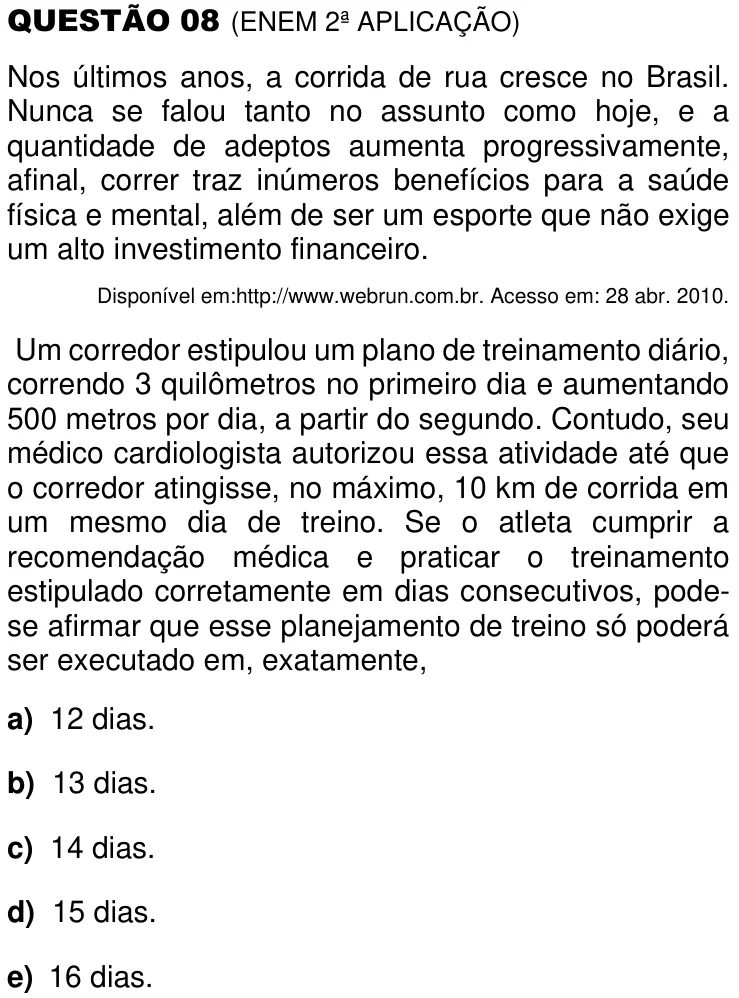 QUESTÃO 08 (ENEM 2ª APLICAÇÃO)
Nos últimos anos, a corrida de rua cresce no Brasil.
Nunca se falou tanto no assunto como hoje, e a
quantidade de adeptos aumenta progressivamente,
afinal, correr traz inúmeros benefícios para a saúde
física e mental, além de ser um esporte que não exige
um alto investimento financeiro.
Disponível em:http://www.webrun.com.br. Acesso em: 28 abr. 2010.
Um corredor estipulou um plano de treinamento diário,
correndo 3 quilômetros no primeiro dia e aumentando
500 metros por dia, a partir do segundo. Contudo, seu
médico cardiologista autorizou essa atividade até que
o corredor atingisse, no máximo, 10 km de corrida em
um mesmo dia de treino. Se o atleta cumprir a
recomendação médica e praticar o treinamento
estipulado corretamente em dias consecutivos, pode-
se afirmar que esse planejamento de treino só poderá
ser executado em, exatamente,
a) 12 dias.
b) 13 dias.
c) 14 dias.
d) 15 dias.
e) 16 dias.